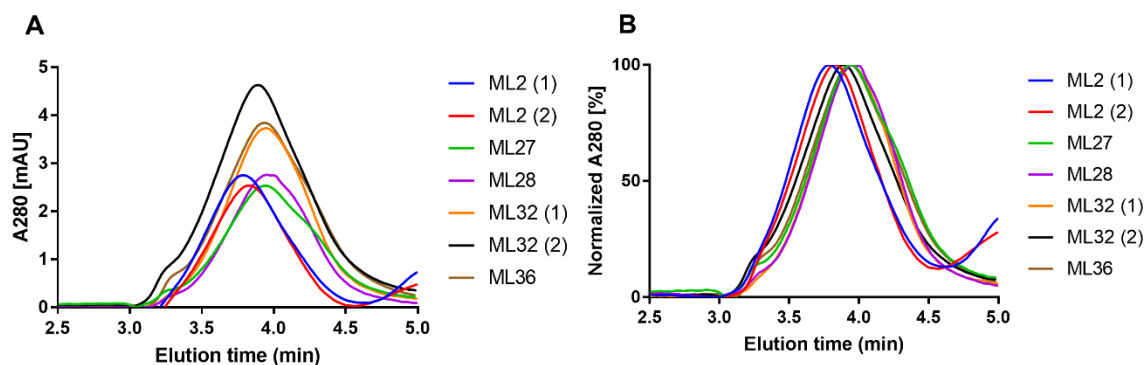 A
A280 [mAU]
5
4
3
2
1
0
2.5 3.0 3.5 4.0 4.5 5.0
Elution time (min)
ML2 (1)
ML2 (2)
ML27
ML28
ML32 (1)
ML32 (2)
ML36
B
Normalized A280 [%]
100
50
0
2.5 3.0 3.5 4.0 4.5 5.0
Elution time (min)
ML2 (1)
ML2 (2)
ML27
ML28
ML32 (1)
ML32 (2)
ML36